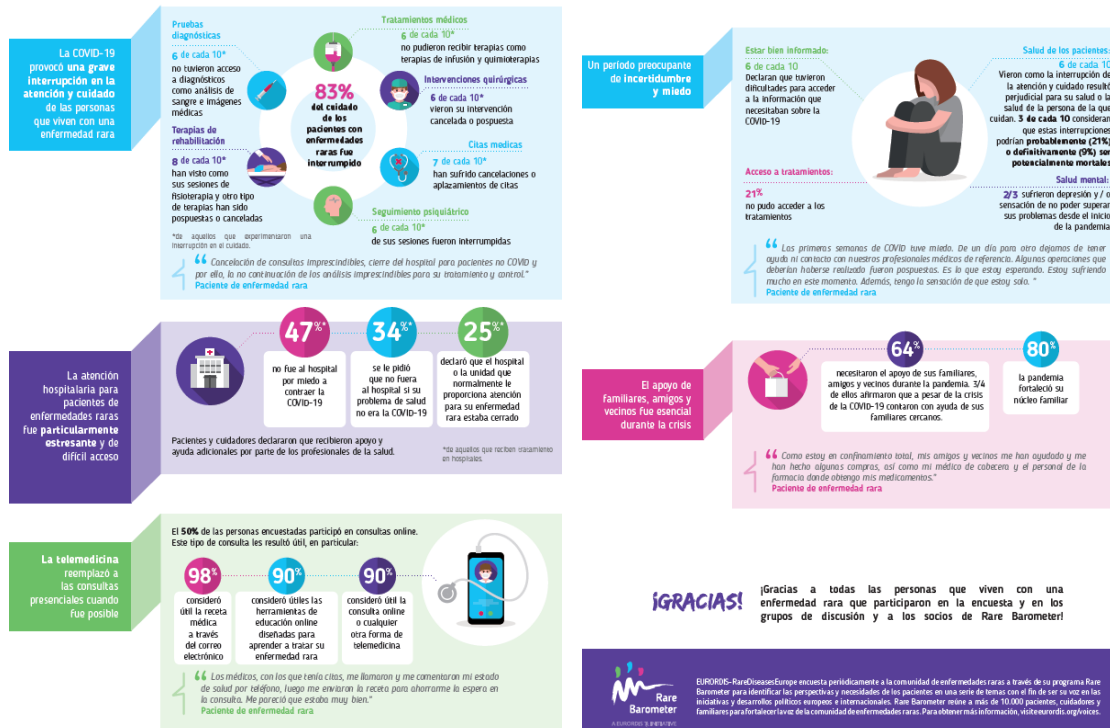 La COVID-19
provocó una grave
interrupción en la
atención y cuidado
de las personas
que viven con una
enfermedad rara
Pruebas
diagnósticas
6 de cada 10*
no tuvieron acceso
a diagnósticos
como análisis de
sangre e imágenes
médicas
Terapias de
rehabilitación
8 de cada 10*
han visto como
sus sesiones de
fisioterapia y otro tipo
de terapias han sido
pospuestas o canceladas
83%
del cuidado
de los
pacientes con
enfermedades
raras fue
interrumpido
Tratamientos médicos
6 de cada 10*
no pudieron recibir terapias como
terapias de infusión y quimioterapias
Intervenciones quirúrgicas
6 de cada 10*
vieron su intervención
cancelada o pospuesta
Citas medicas
7 de cada 10*
han sufrido cancelaciones o
aplazamientos de citas
Seguimiento psiquiátrico
6 de cada 10*
de sus sesiones fueron interrumpidas
*de aquellos que experimentaron una
interrupción en el cuidado.
“ Cancelación de consultas imprescindibles, cierre del hospital para pacientes no COVID y
por ello, la no continuación de los análisis imprescindibles para su tratamiento y control."
Paciente de enfermedad rara
La atención
hospitalaria para
pacientes de
enfermedades raras
fue particularmente
estresante y de
difícil acceso
47%*
no fue al hospital
por miedo a
contraer la
COVID-19
34%*
se le pidió
que no fuera
al hospital si su
problema de salud
no era la COVID-19
25%*
declaró que el hospital
o la unidad que
normalmente le
proporciona atención
para su enfermedad
rara estaba cerrado
Pacientes y cuidadores declararon que recibieron apoyo y
ayuda adicionales por parte de los profesionales de la salud.
*de aquellos que reciben tratamiento
en hospitales.
La telemedicina
reemplazó a
las consultas
presenciales cuando
fue posible
El 50% de las personas encuestadas participó en consultas online.
Este tipo de consulta les resultó útil, en particular:
98%
consideró
útil la receta
médica
a través
del correo
electrónico
90%
consideró útiles las
herramientas de
educación online
diseñadas para
aprender a tratar su
enfermedad rara
90%
consideró útil la
consulta online
o cualquier
otra forma de
telemedicina
“ Los médicos, con los que tenía citas, me llamaron y me comentaron mi estado
de salud por teléfono, luego me enviaron la receta para ahorrarme la espera en
la consulta. Me pareció que estaba muy bien."
Paciente de enfermedad rara
Un periodo preocupante
de incertidumbre
y miedo
Estar bien informado:
6 de cada 10
Declaran que tuvieron
dificultades para acceder
a la información que
necesitaban sobre la
COVID-19
Acceso a tratamientos:
21%
no pudo acceder a los
tratamientos
Salud de los pacientes:
6 de cada 10
Vieron como la interrupción de
la atención y cuidado resultó
perjudicial para su salud o la
salud de la persona de la que
cuidan. 3 de cada 10 consideran
que estas interrupciones
podrían probablemente (21%)
o definitivamente (9%) ser
potencialmente mortales
Salud mental:
2/3 sufrieron depresión y / o
sensación de no poder superar
sus problemas desde el inicio
de la pandemia
“ Las primeras semanas de COVID tuve miedo. De un día para otro dejamos de tener
ayuda ni contacto con nuestros profesionales médicos de referencia. Algunas operaciones que
deberían haberse realizado fueron pospuestas. Es lo que estoy esperando. Estoy sufriendo
mucho en este momento. Además, tengo la sensación de que estoy solo. "
Paciente de enfermedad rara
El apoyo de
familiares, amigos y
vecinos fue esencial
durante la crisis
64%
necesitaron el apoyo de sus familiares,
amigos y vecinos durante la pandemia. 3/4
de ellos afirmaron que a pesar de la crisis
de la COVID-19 contaron con ayuda de sus
familiares cercanos.
80%
la pandemia
fortaleció su
núcleo familiar
“ Como estoy en confinamiento total, mis amigos y vecinos me han ayudado y me
han hecho algunas compras, así como mi médico de cabecera y el personal de la
farmacia donde obtengo mis medicamentos."
Paciente de enfermedad rara
¡GRACIAS!
¡Gracias a todas las personas que viven con una
enfermedad rara que participaron en la encuesta y en los
grupos de discusión y a los socios de Rare Barometer!
Rare
Barometer
A EURORDIS INITIATIVE
EURORDIS-RareDiseasesEurope encuesta periódicamente a la comunidad de enfermedades raras a través de su programa Rare
Barometer para identificar las perspectivas y necesidades de los pacientes en una serie de temas con el fin de ser su voz en las
iniciativas y desarrollos políticos europeos e internacionales. Rare Barometer reúne a más de 10.000 pacientes, cuidadores y
familiares para fortalecer la voz de la comunidad de enfermedades raras. Para obtener más información, visite eurordis.org/voices.